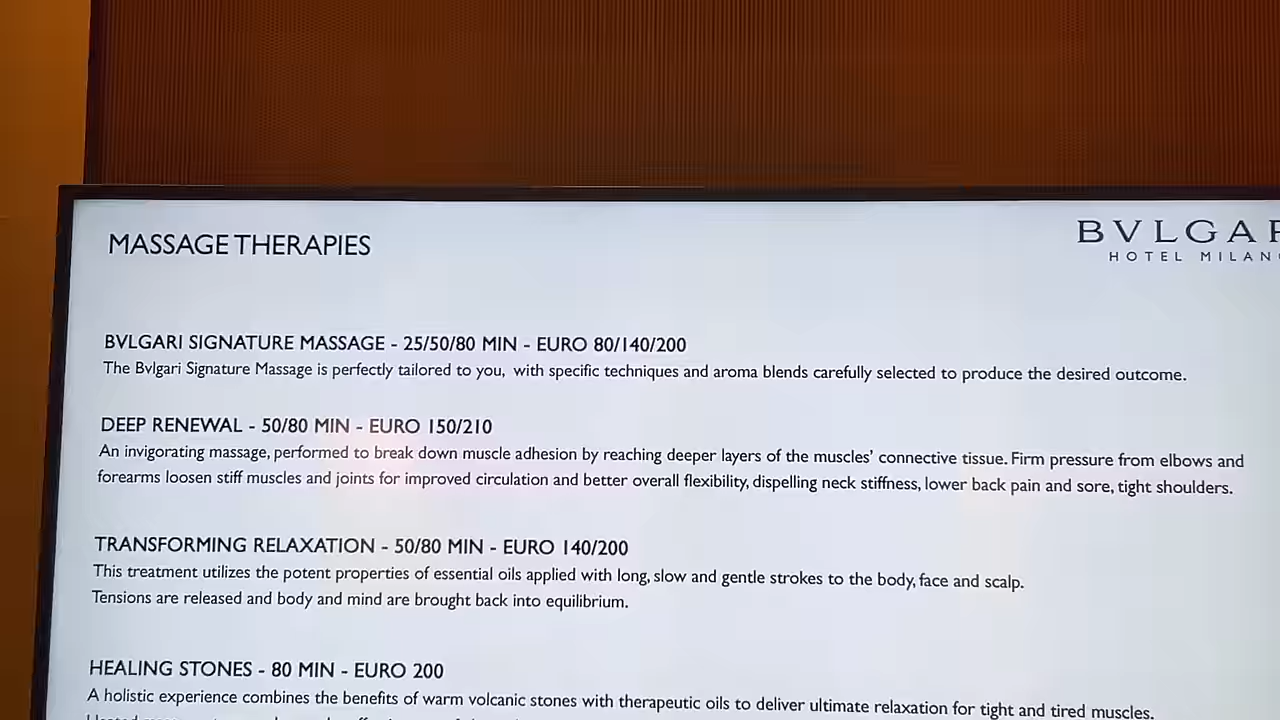 MASSAGE THERAPIES
BVLGAR
HOTEL MILAN
BVLGARI SIGNATURE MASSAGE - 25/50/80 MIN - EURO 80/140/200
The Bvlgari Signature Massage is perfectly tailored to you, with specific techniques and aroma blends carefully selected to produce the desired outcome.
DEEP RENEWAL - 50/80 MIN - EURO 150/210
An invigorating massage, performed to break down muscle adhesion by reaching deeper layers of the muscles' connective tissue. Firm pressure from elbows and
forearms loosen stiff muscles and joints for improved circulation and better overall flexibility, dispelling neck stiffness, lower back pain and sore, tight shoulders.
TRANSFORMING RELAXATION - 50/80 MIN - EURO 140/200
This treatment utilizes the potent properties of essential oils applied with long, slow and gentle strokes to the body, face and scalp.
Tensions are released and body and mind are brought back into equilibrium.
HEALING STONES - 80 MIN - EURO 200
A holistic experience combines the benefits of warm volcanic stones with therapeutic oils to deliver ultimate relaxation for tight and tired muscles.